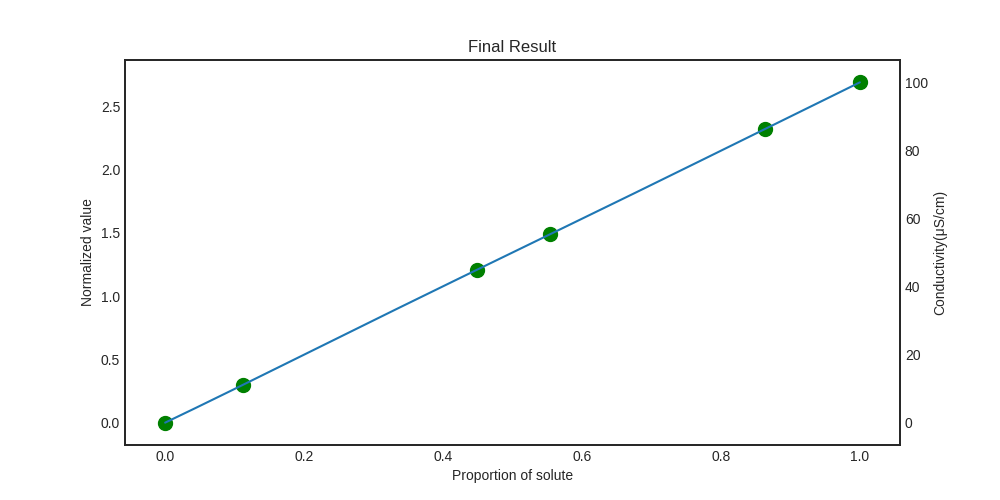 Final Result
Normalized value
2.5
2.0
1.5
1.0
0.5
0.0
100
80
60
40
20
0
Conductivity(μS/cm)
0.0 0.2 0.4 0.6 0.8 1.0
Proportion of solute